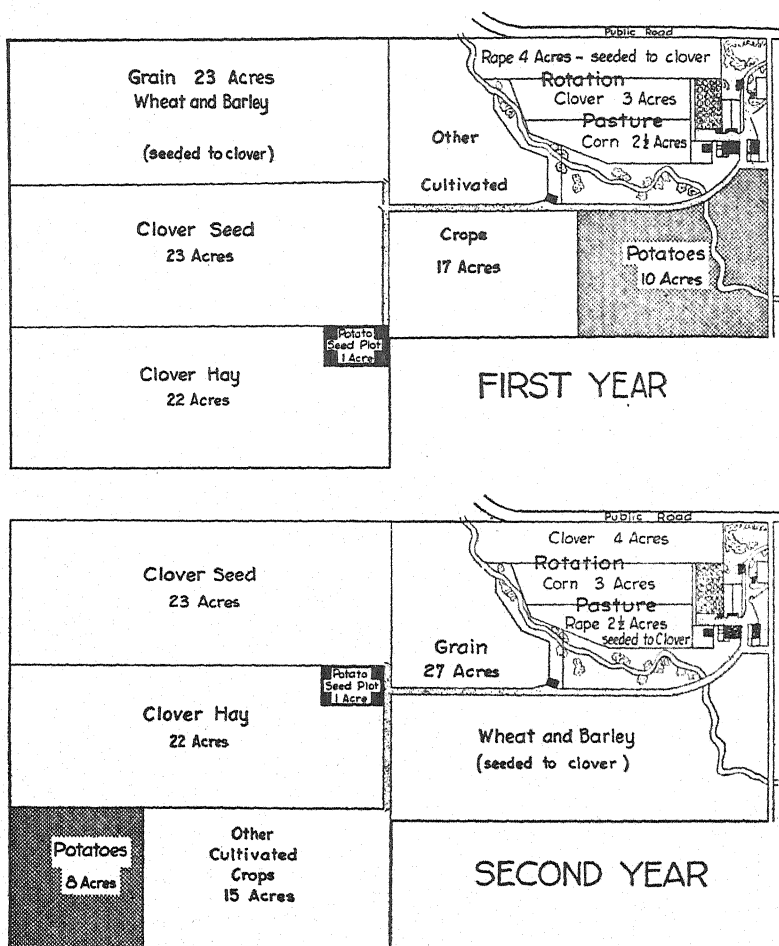 Public Road
Grain 23 Acres
Wheat and Barley
(seeded to clover)
Rape 4 Acres - seeded to clover
Rotation
Clover 3 Acres
Pasture
Corn 2½ Acres
Other
Cultivated
Crops
17 Acres
Clover Seed
23 Acres
Potatoes
10 Acres
Potato
Seed Plot
1 Acre
Clover Hay
22 Acres
FIRST YEAR
Public Road
Clover 4 Acres
Rotation
Corn 3 Acres
Pasture
Rape 2½ Acres
seeded to Clover
Clover Seed
23 Acres
Grain
27 Acres
Potato
Seed Plot
1 Acre
Clover Hay
22 Acres
Wheat and Barley
(seeded to clover)
Potatoes
8 Acres
Other
Cultivated
Crops
15 Acres
SECOND YEAR